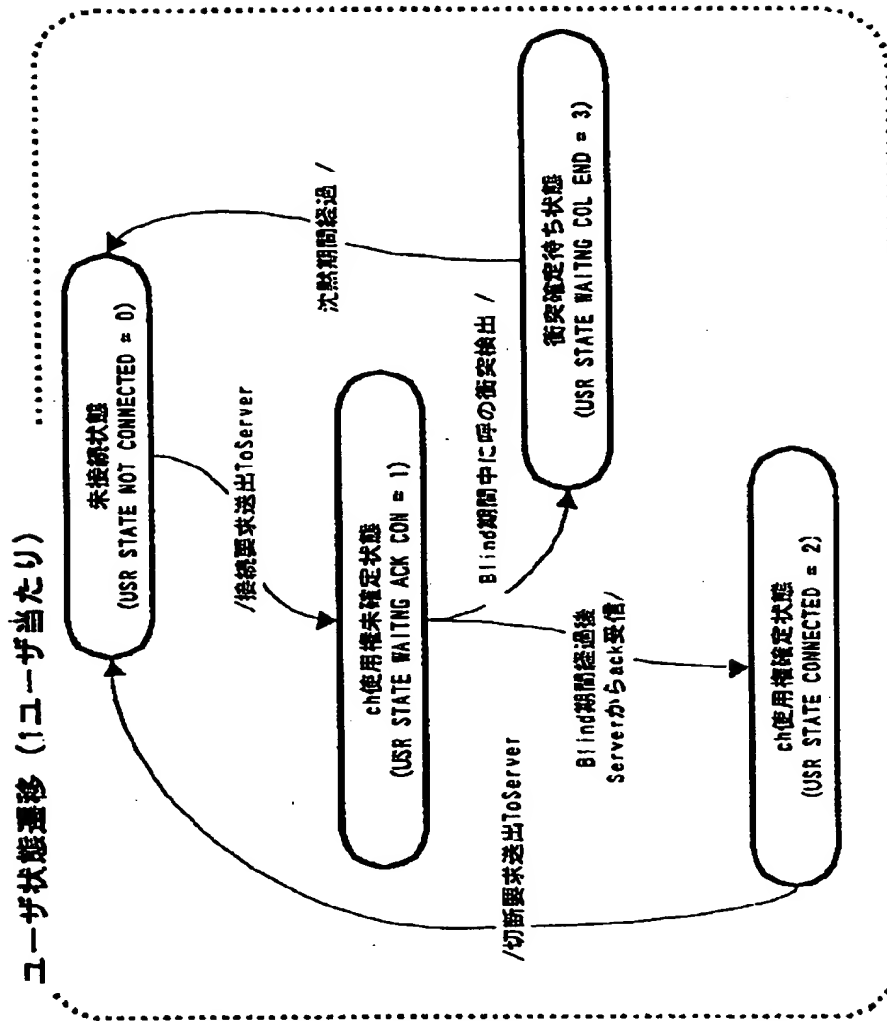 ユーザ状態遷移 (1ユーザ当たり)
未接続状態
(USR STATE NOT CONNECTED = 0)
/接続要求送出ToServer
沈黙期間経過 /
ch使用権未確定状態
(USR STATE WAITNG ACK CON = 1)
Blind期間中に呼の衝突検出 /
衝突確定待ち状態
(USR STATE WAITNG COL END = 3)
/切断要求送出ToServer
Blind期間経過後
Serverからack受信/
ch使用権確定状態
(USR STATE CONNECTED = 2)